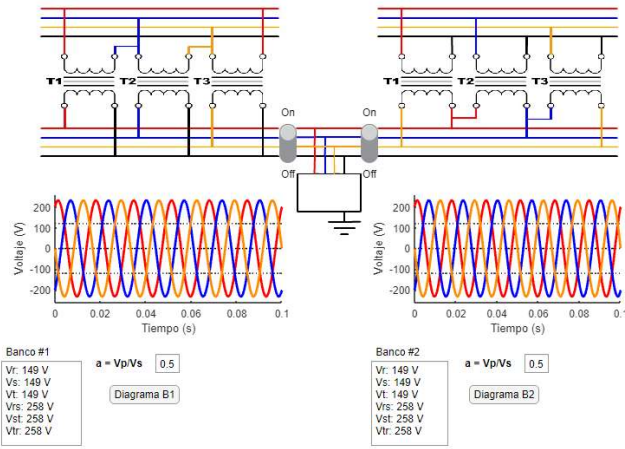 T1 T2 T3
T1 T2 T3
On On
Off Off
200
100
0
-100
-200
Voltaje (V)
0 0.02 0.04 0.06 0.08 0.1
Tiempo (s)
200
100
0
-100
-200
Voltaje (V)
0 0.02 0.04 0.06 0.08 0.1
Tiempo (s)
Banco #1
Vr: 149 V
Vs: 149 V
Vt: 149 V
Vrs: 258 V
Vst: 258 V
Vtr: 258 V
a = Vp/Vs 0.5
Diagrama B1
Banco #2
Vr: 149 V
Vs: 149 V
Vt: 149 V
Vrs: 258 V
Vst: 258 V
Vtr: 258 V
a = Vp/Vs 0.5
Diagrama B2